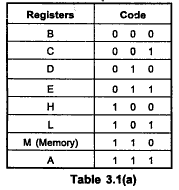 Registers Code
B 0 0 0
C 0 0 1
D 0 1 0
E 0 1 1
H 1 0 0
L 1 0 1
M (Memory) 1 1 0
A 1 1 1
Table 3.1(a)